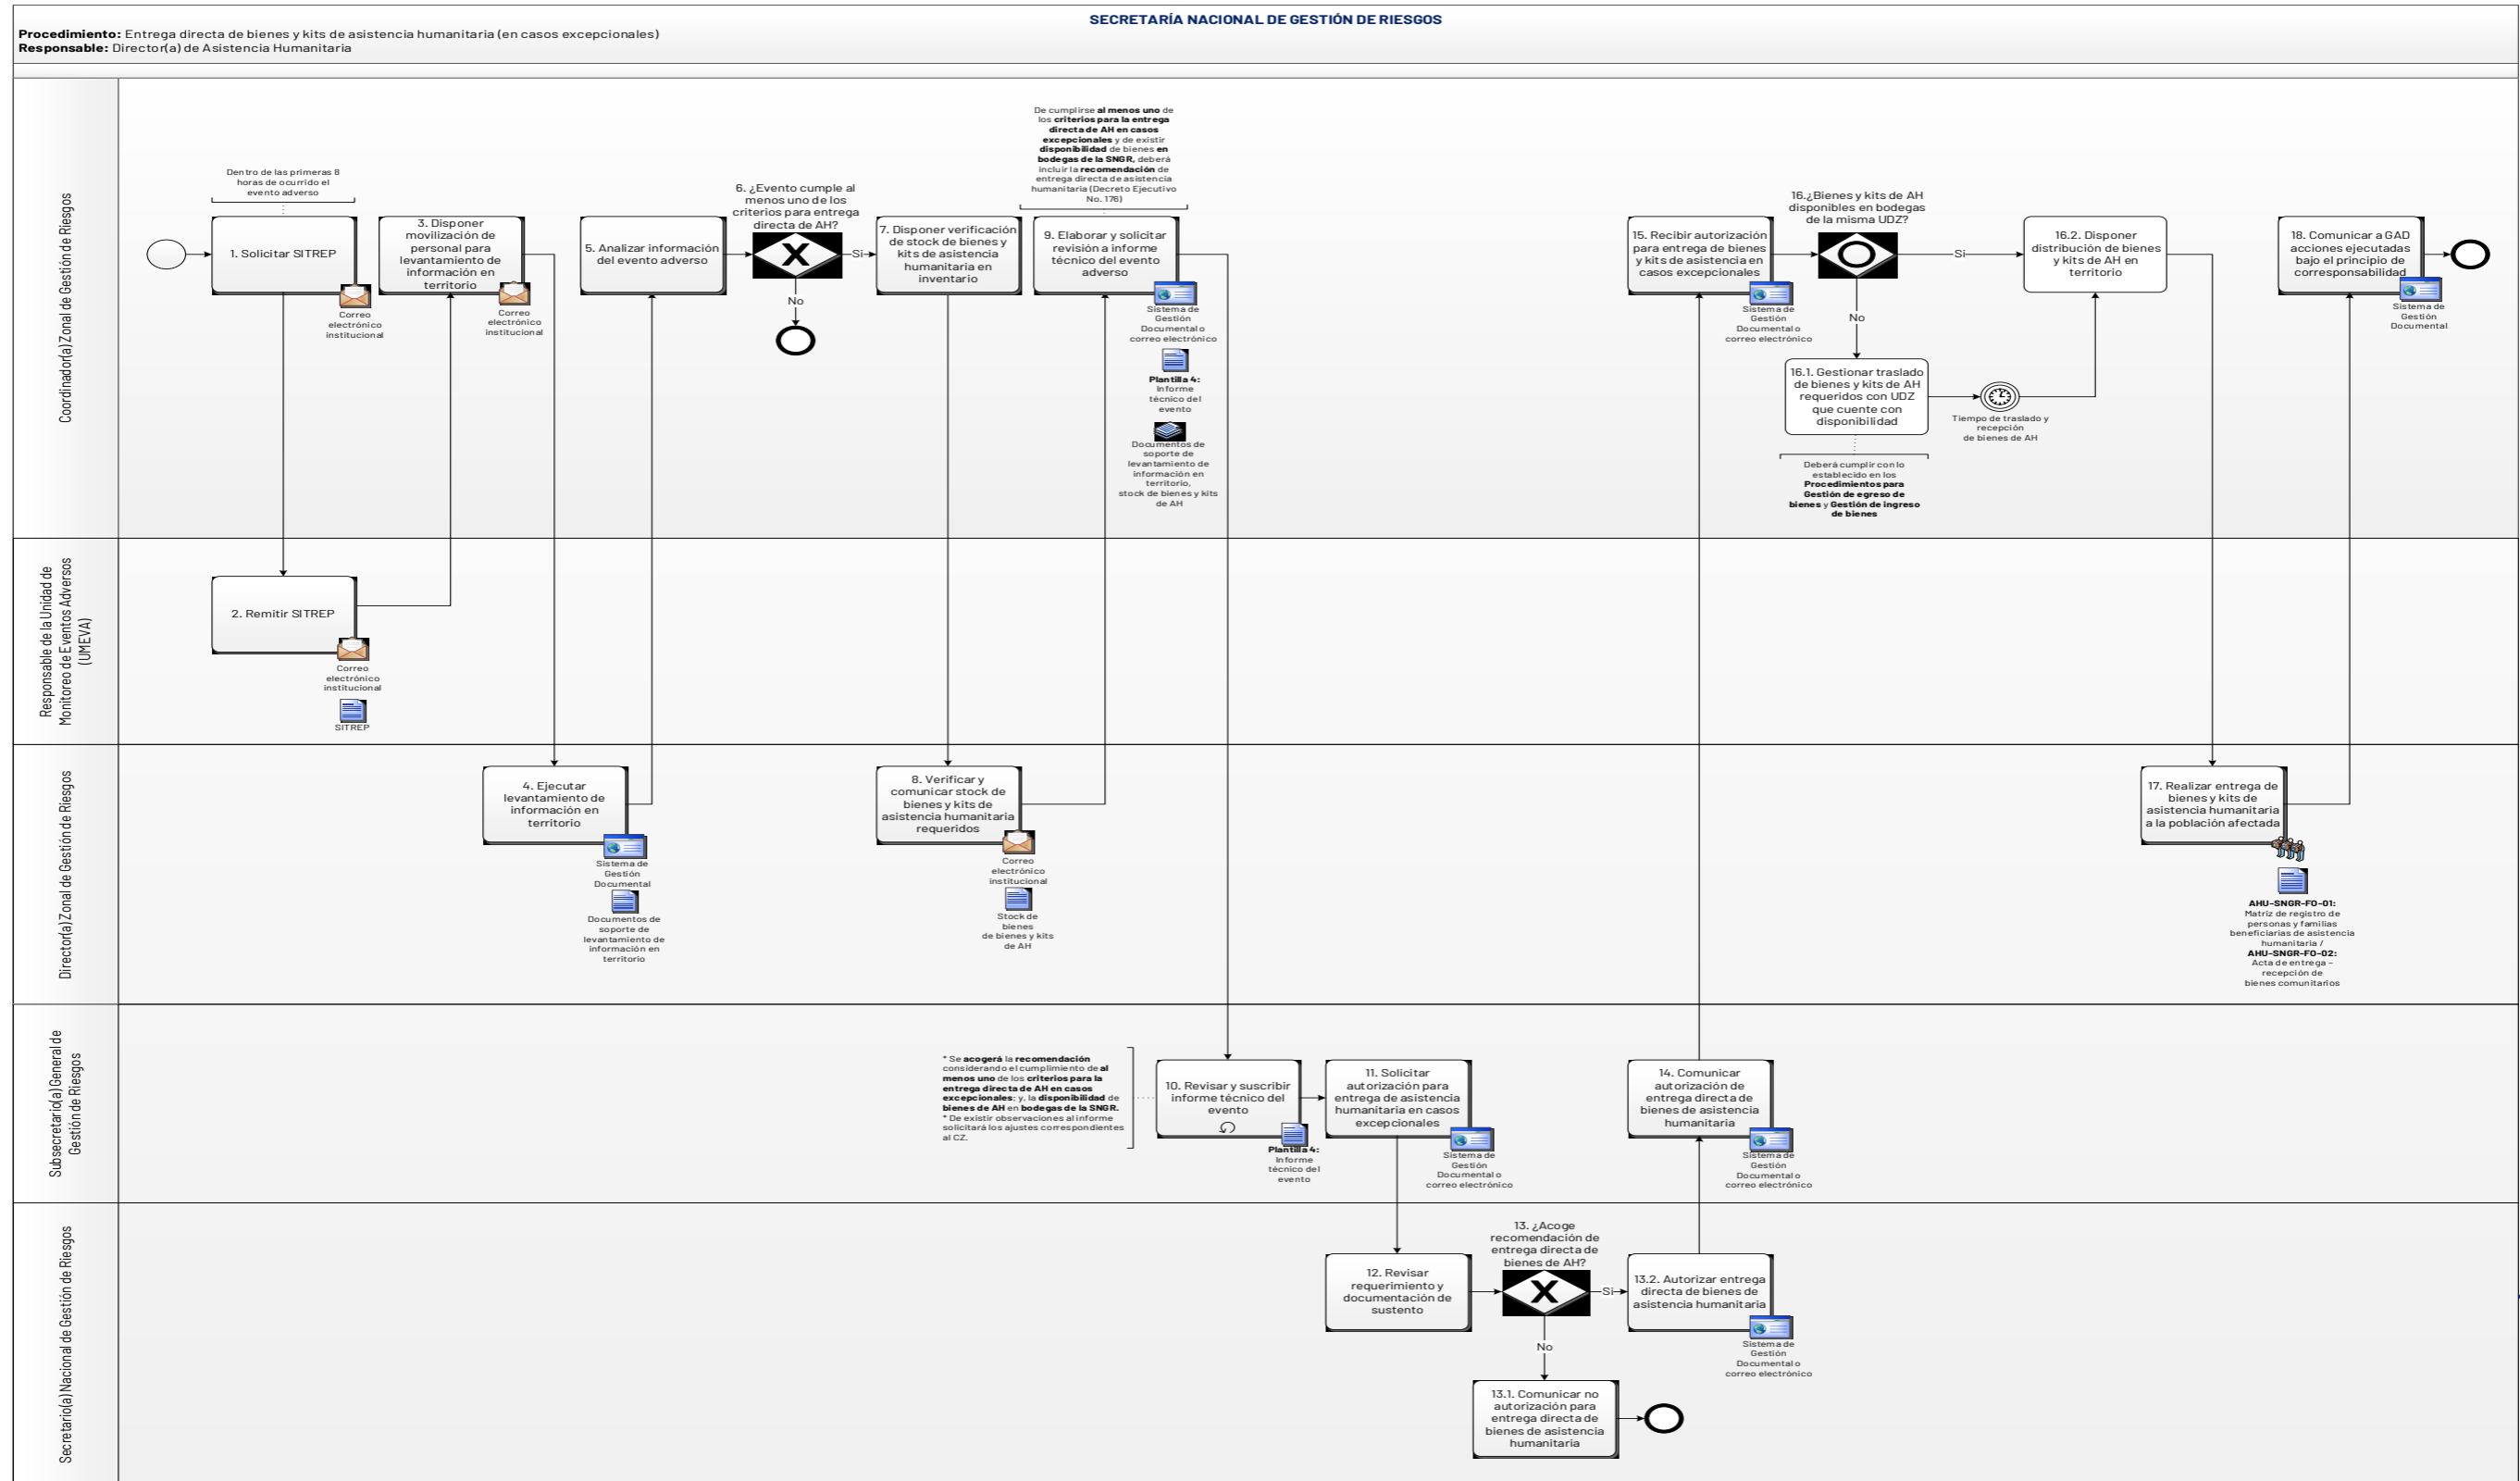 SECRETARÍA NACIONAL DE GESTIÓN DE RIESGOS
Procedimiento: Entrega directa de bienes y kits de asistencia humanitaria (en casos excepcionales)
Responsable: Director(a) de Asistencia Humanitaria
Coordinador(a) Zonal de Gestión de Riesgos
Dentro de las primeras 8
horas de ocurrido el
evento adverso
1. Solicitar SITREP
Correo
electrónico
institucional
3. Disponer
movilización de
personal para
levantamiento de
información en
territorio
Correo
electrónico
institucional
5. Analizar información
del evento adverso
6. ¿Evento cumple al
menos uno de los
criterios para entrega
directa de AH?
Si
No
7. Disponer verificación
de stock de bienes y
kits de asistencia
humanitaria en
inventario
De cumplirse al menos uno de
los criterios para la entrega
directa de AH en casos
excepcionales y de existir
disponibilidad de bienes en
bodegas de la SNGR, deberá
incluir la recomendación de
entrega directa de asistencia
humanitaria (Decreto Ejecutivo
No. 176)
9. Elaborar y solicitar
revisión a informe
técnico del evento
adverso
Sistema de
Gestión
Documental o
correo electrónico
Plantilla 4:
Informe
técnico del
evento
Documentos de
soporte de
levantamiento de
información en
territorio,
stock de bienes y kits
de AH
15. Recibir autorización
para entrega de bienes
y kits de asistencia en
casos excepcionales
Sistema de
Gestión
Documental o
correo electrónico
16.¿Bienes y kits de AH
disponibles en bodegas
de la misma UDZ?
Si
No
16.1. Gestionar traslado
de bienes y kits de AH
requeridos con UDZ
que cuente con
disponibilidad
Deberá cumplir con lo
establecido en los
Procedimientos para
Gestión de egreso de
bienes y Gestión de ingreso
de bienes
Tiempo de traslado y
recepción
de bienes de AH
16.2. Disponer
distribución de bienes
y kits de AH en
territorio
18. Comunicar a GAD
acciones ejecutadas
bajo el principio de
corresponsabilidad
Sistema de
Gestión
Documental
Responsable de la Unidad de
Monitoreo de Eventos Adversos
(UMEVA)
2. Remitir SITREP
Correo
electrónico
institucional
SITREP
Director(a) Zonal de Gestión de Riesgos
4. Ejecutar
levantamiento de
información en
territorio
Sistema de
Gestión
Documental
Documentos de
soporte de
levantamiento de
información en
territorio
8. Verificar y
comunicar stock de
bienes y kits de
asistencia humanitaria
requeridos
Correo
electrónico
institucional
Stock de
bienes
de bienes y kits
de AH
17. Realizar entrega de
bienes y kits de
asistencia humanitaria
a la población afectada
AHU-SNGR-FO-01:
Matriz de registro de
personas y familias
beneficiarias de asistencia
humanitaria /
AHU-SNGR-FO-02:
Acta de entrega –
recepción de
bienes comunitarios
Subsecretario(a) General de
Gestión de Riesgos
* Se acogerá la recomendación
considerando el cumplimiento de al
menos uno de los criterios para la
entrega directa de AH en casos
excepcionales; y, la disponibilidad de
bienes de AH en bodegas de la SNGR.
* De existir observaciones al informe
solicitará los ajustes correspondientes
al CZ.
10. Revisar y suscribir
informe técnico del
evento
Plantilla 4:
Informe
técnico del
evento
11. Solicitar
autorización para
entrega de asistencia
humanitaria en casos
excepcionales
Sistema de
Gestión
Documental o
correo electrónico
14. Comunicar
autorización de
entrega directa de
bienes de asistencia
humanitaria
Sistema de
Gestión
Documental o
correo electrónico
Secretario(a) Nacional de Gestión de Riesgos
12. Revisar
requerimiento y
documentación de
sustento
13. ¿Acoge
recomendación de
entrega directa de
bienes de AH?
Si
No
13.2. Autorizar entrega
directa de bienes de
asistencia humanitaria
Sistema de
Gestión
Documental o
correo electrónico
13.1. Comunicar no
autorización para
entrega directa de
bienes de asistencia
humanitaria